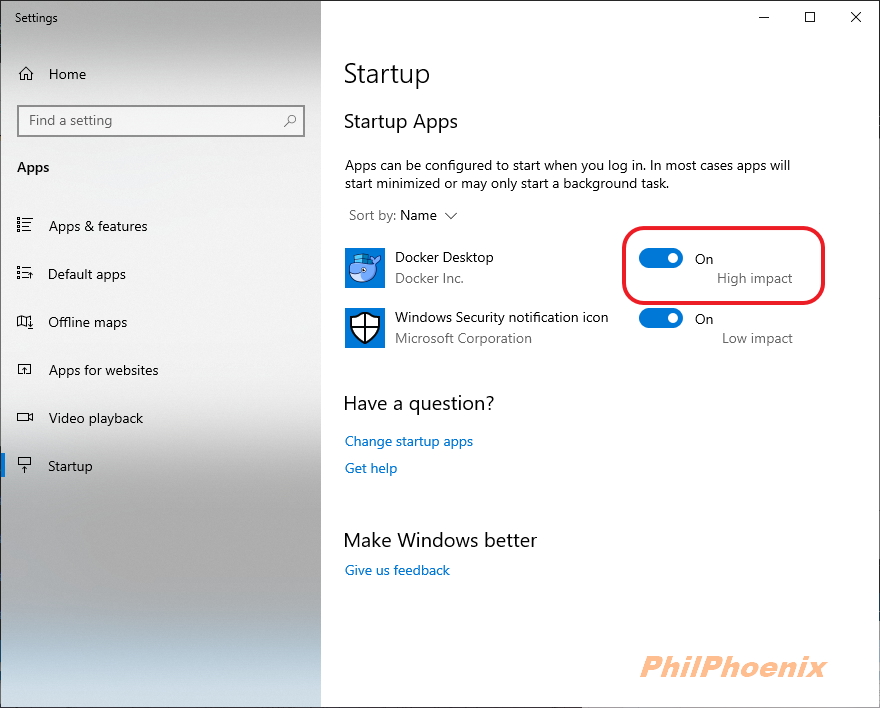 Settings
Home
Find a setting
Apps
Apps & features
Default apps
Offline maps
Apps for websites
Video playback
Startup
Startup
Startup Apps
Apps can be configured to start when you log in. In most cases apps will
start minimized or may only start a background task.
Sort by: Name
Docker Desktop
On
Docker Inc.
High impact
Windows Security notification icon
On
Microsoft Corporation
Low impact
Have a question?
Change startup apps
Get help
Make Windows better
Give us feedback
PhilPhoenix